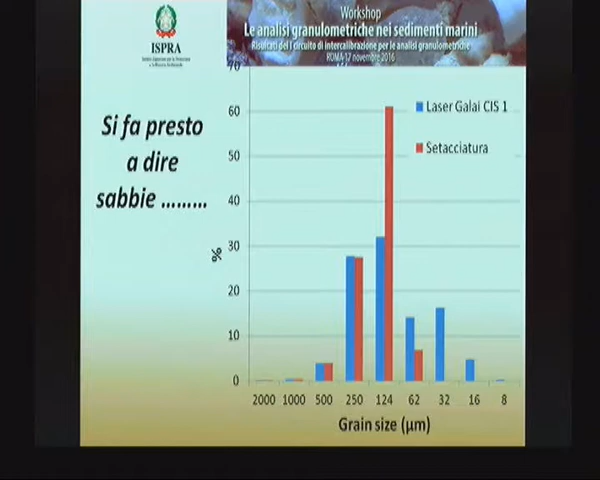 ISPRA
Workshop
Le analisi granulometriche nei sedimenti marini
Risultati del I circuito di intercalibrazione per le analisi granulometriche
ROMA 17 novembre 2016
Si fa presto
a dire
sabbie .........
70
60
50
40
30
20
10
0
%
Laser Galai CIS 1
Setacciatura
2000 1000 500 250 124 62 32 16 8
Grain size (µm)